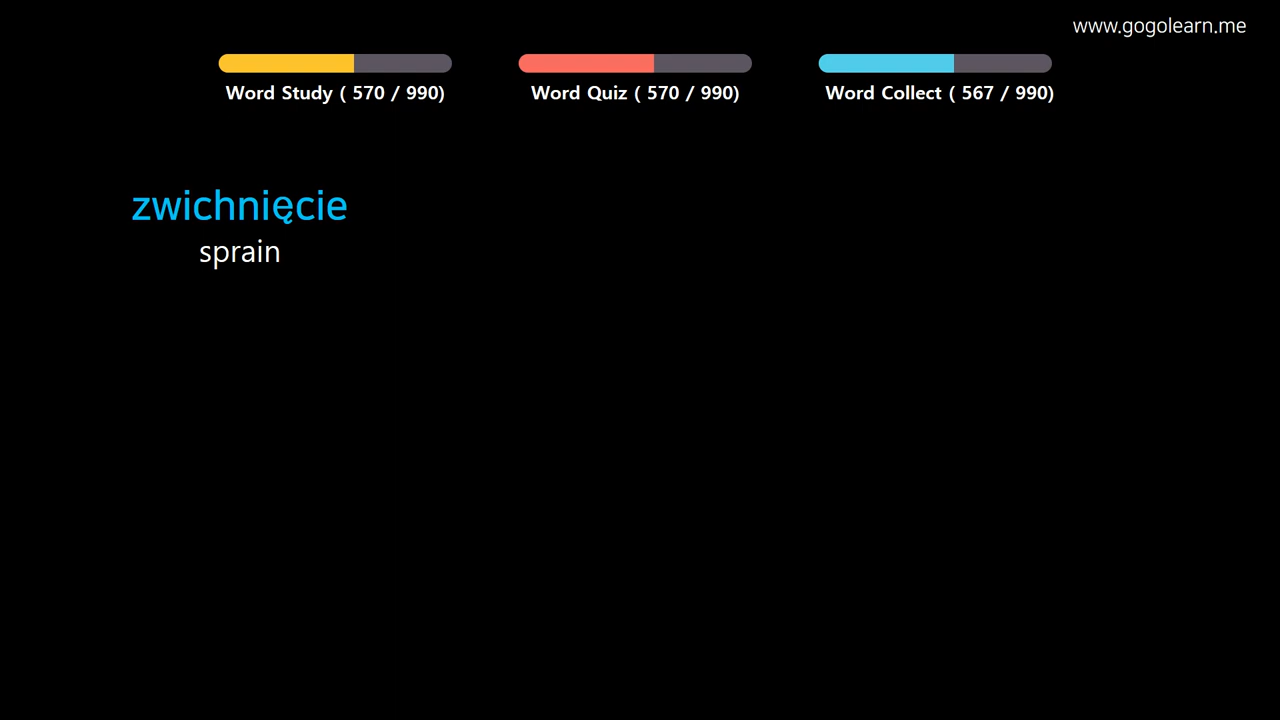 www.gogolearn.me
Word Study ( 570 / 990)
Word Quiz ( 570 / 990)
Word Collect ( 567 / 990)
zwichnięcie
sprain